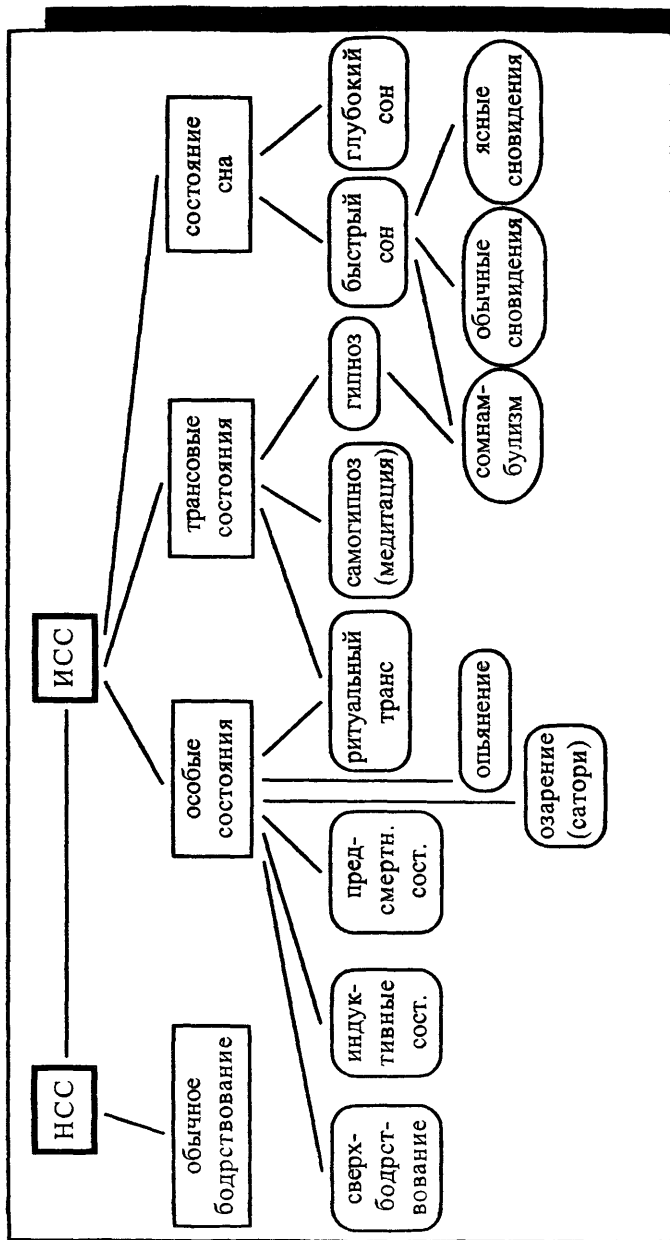 НСС
ИСС
обычное
бодрствование
особые
состояния
трансовые
состояния
состояние
сна
сверх-
бодрст-
вование
индук-
тивные
сост.
пред-
смертн.
сост.
ритуальный
транс
самогипноз
(медитация)
гипноз
быстрый
сон
глубокий
сон
опьянение
озарение
(сатори)
сомнам-
булизм
обычные
сновидения
ясные
сновидения